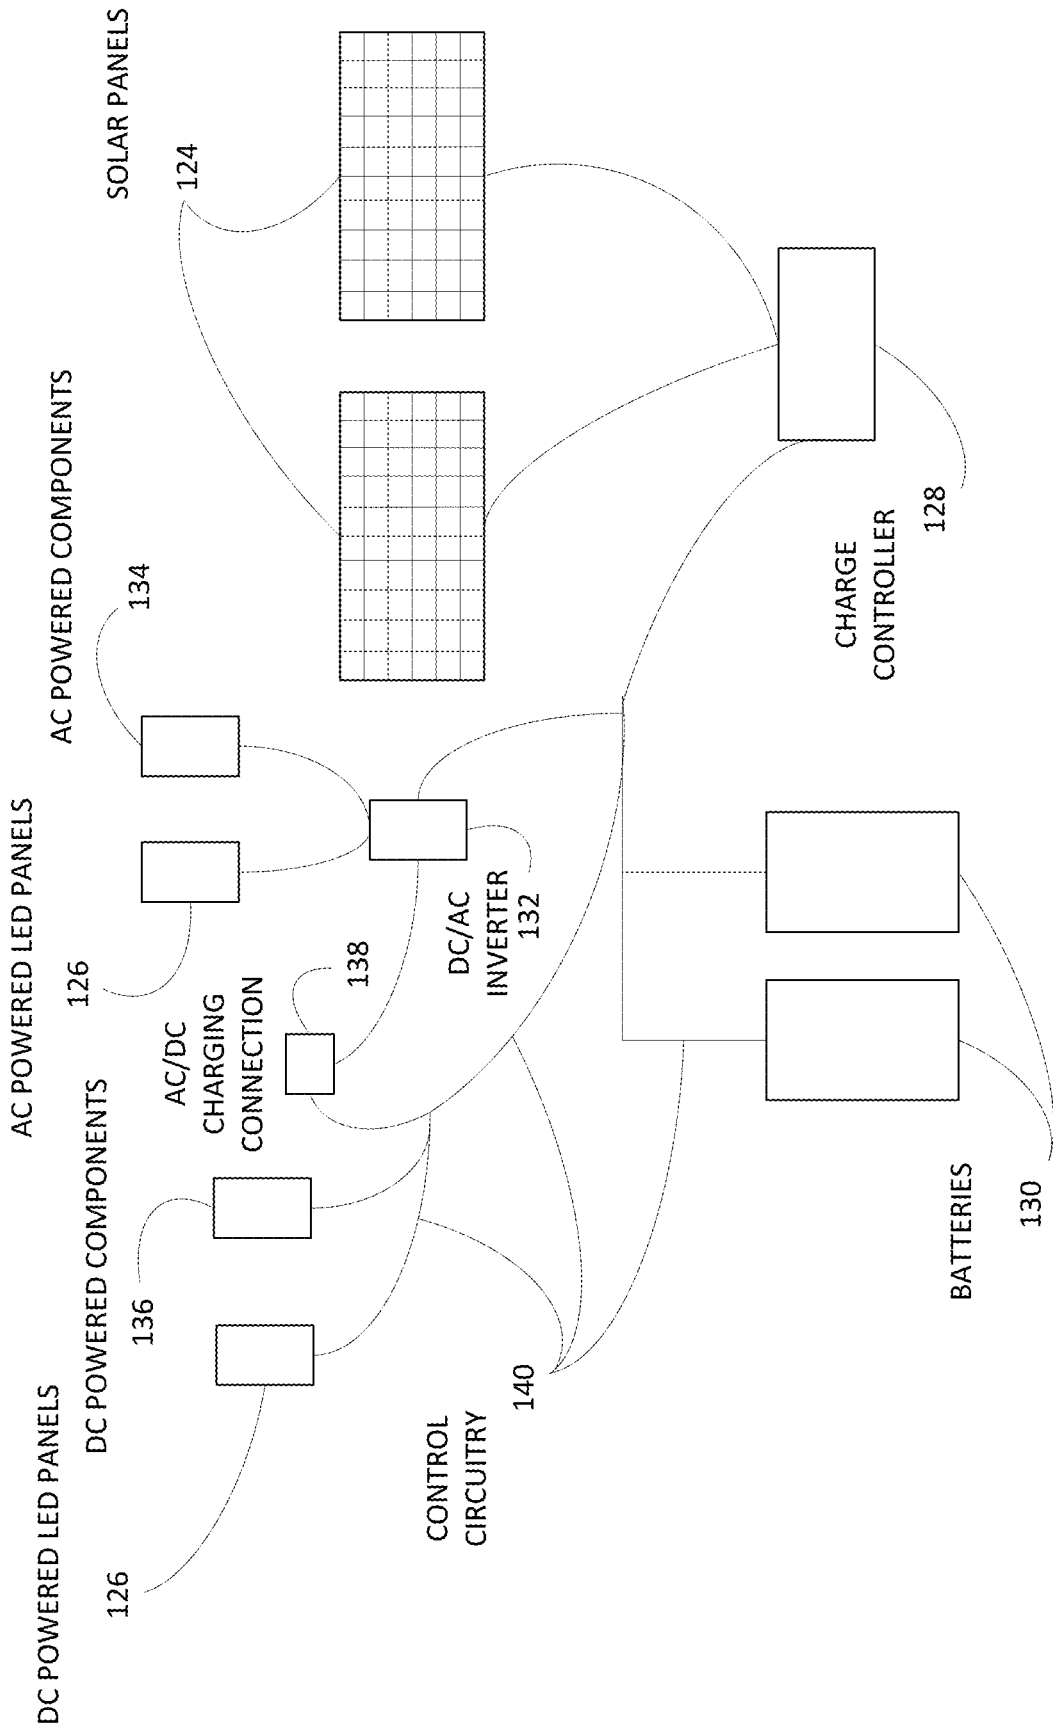 DC POWERED LED PANELS
126
DC POWERED COMPONENTS
136
AC POWERED LED PANELS
126
AC/DC
CHARGING
CONNECTION
138
AC POWERED COMPONENTS
134
SOLAR PANELS
124
DC/AC
INVERTER
132
CONTROL
CIRCUITRY
140
CHARGE
CONTROLLER
128
BATTERIES
130